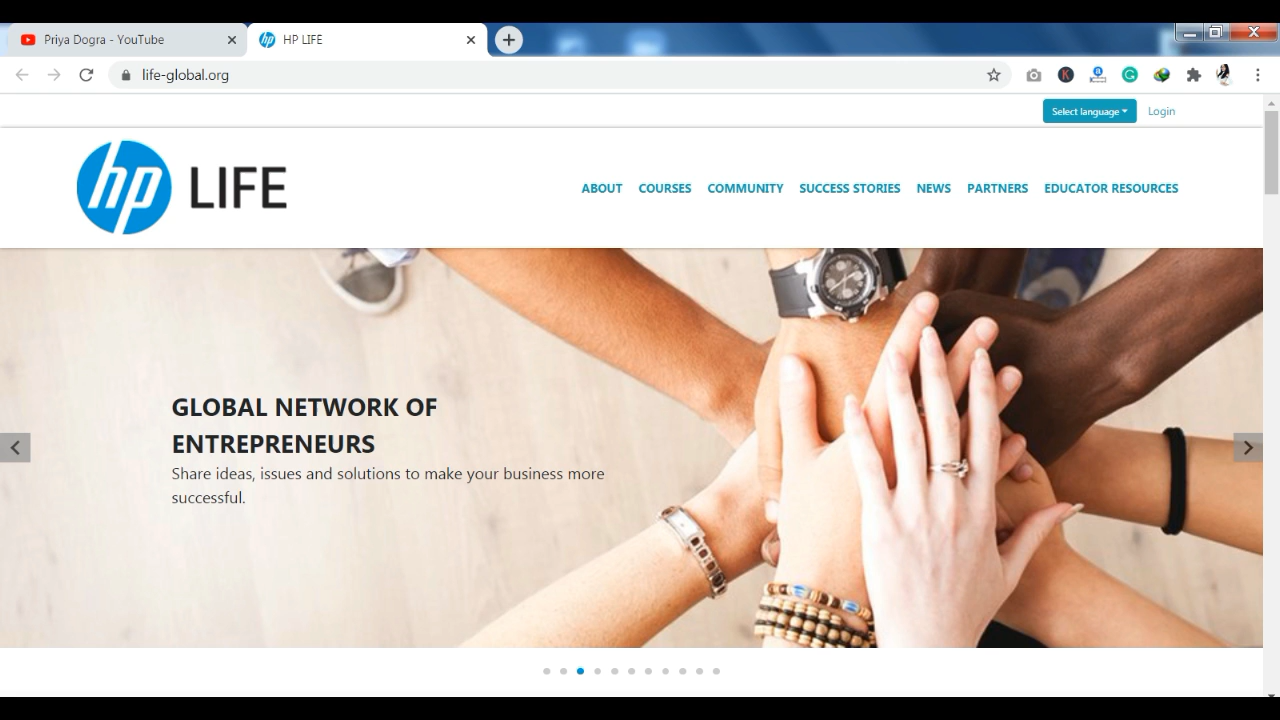 Priya Dogra - YouTube
HP LIFE
life-global.org
Select language
Login
hp LIFE
ABOUT COURSES COMMUNITY SUCCESS STORIES NEWS PARTNERS EDUCATOR RESOURCES
GLOBAL NETWORK OF
ENTREPRENEURS
Share ideas, issues and solutions to make your business more
successful.